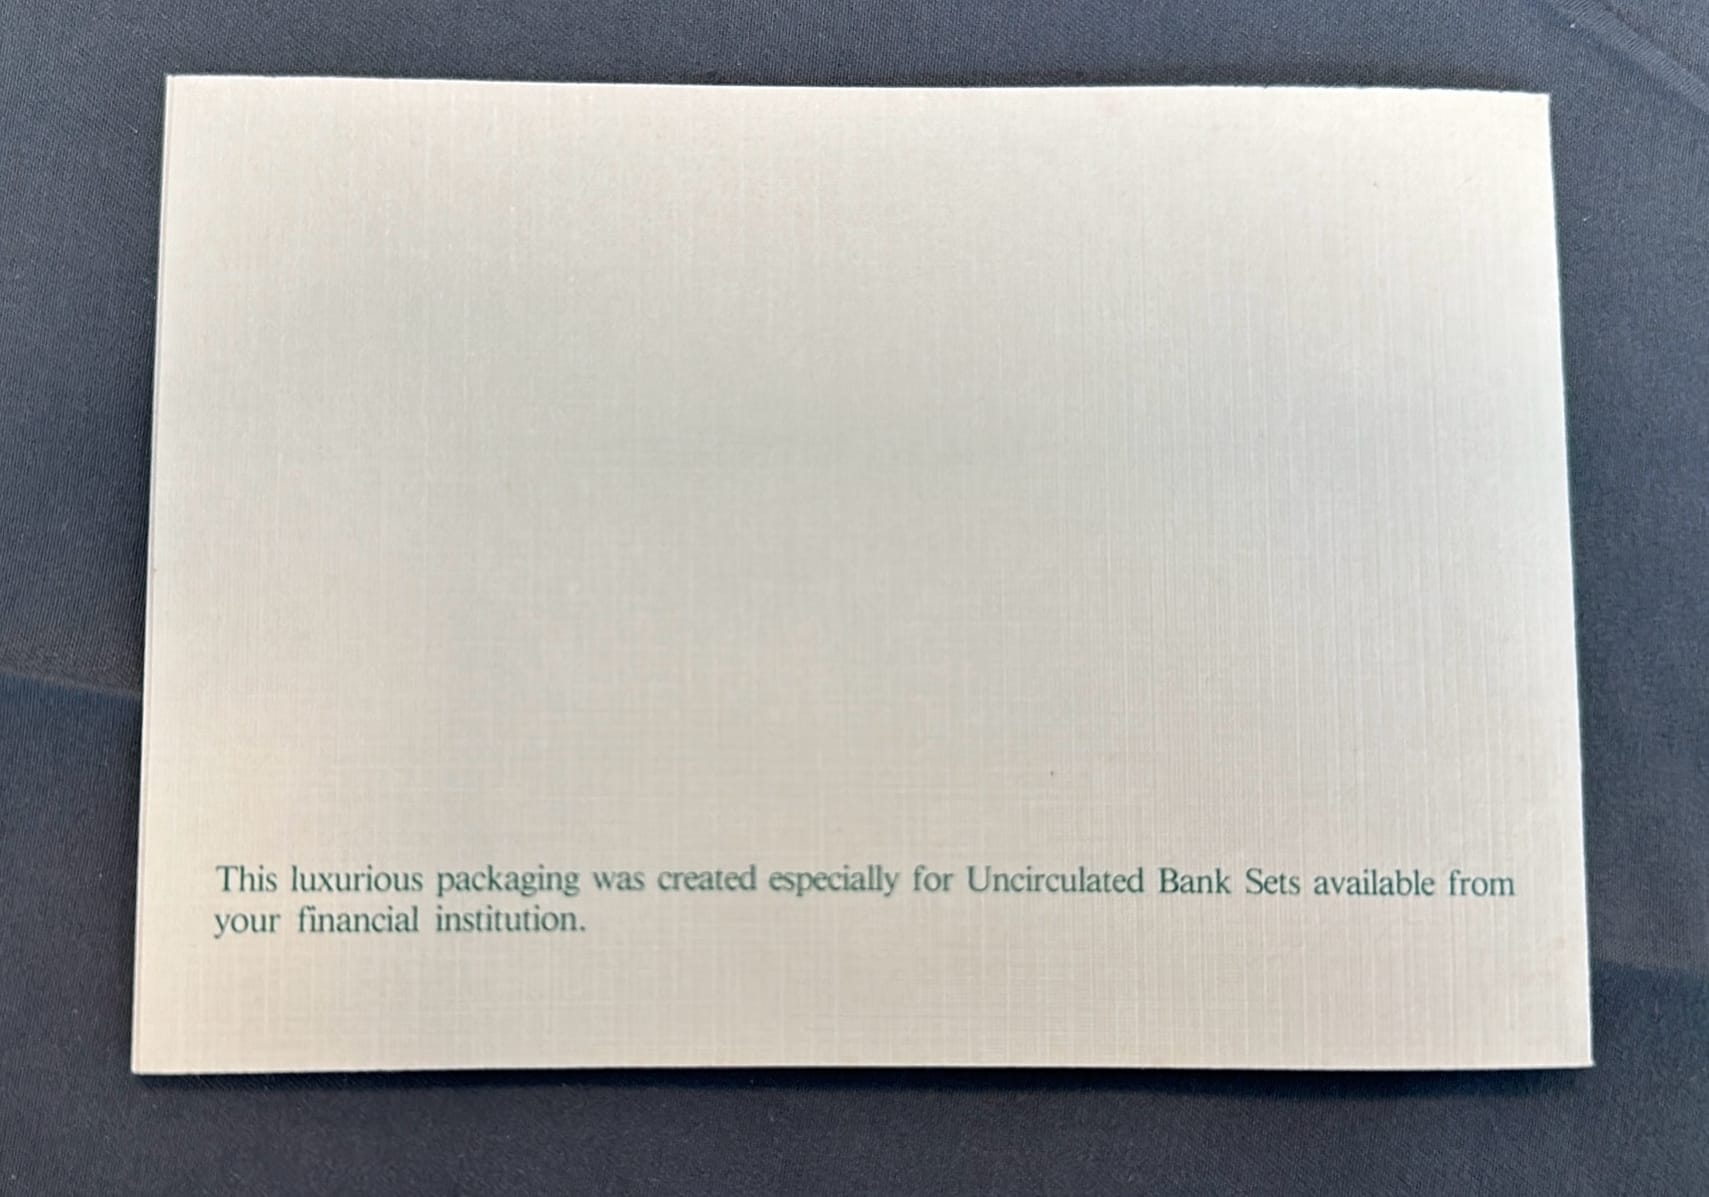 This luxurious packaging was created especially for Uncirculated Bank Sets available from
your financial institution.